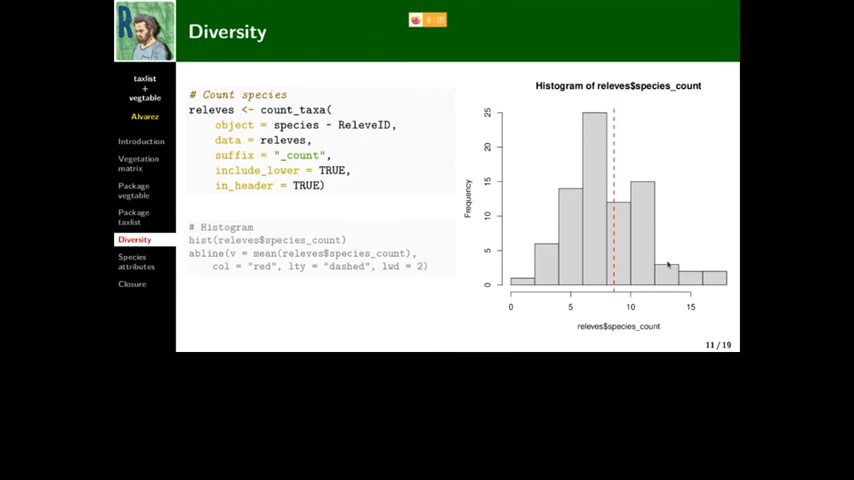 R
Diversity
taxlist
+
vegtable
Alvarez
Introduction
Vegetation
matrix
Package
vegtable
Package
taxlist
Diversity
Species
attributes
Closure
# Count species
releves <- count_taxa(
object = species ~ ReleveID,
data = releves,
suffix = "_count",
include_lower = TRUE,
in_header = TRUE)
# Histogram
hist(releves$species_count)
abline(v = mean(releves$species_count),
col = "red", lty = "dashed", lwd = 2)
Histogram of releves$species_count
Frequency
25
20
15
10
5
0
0 5 10 15
releves$species_count
11 / 19